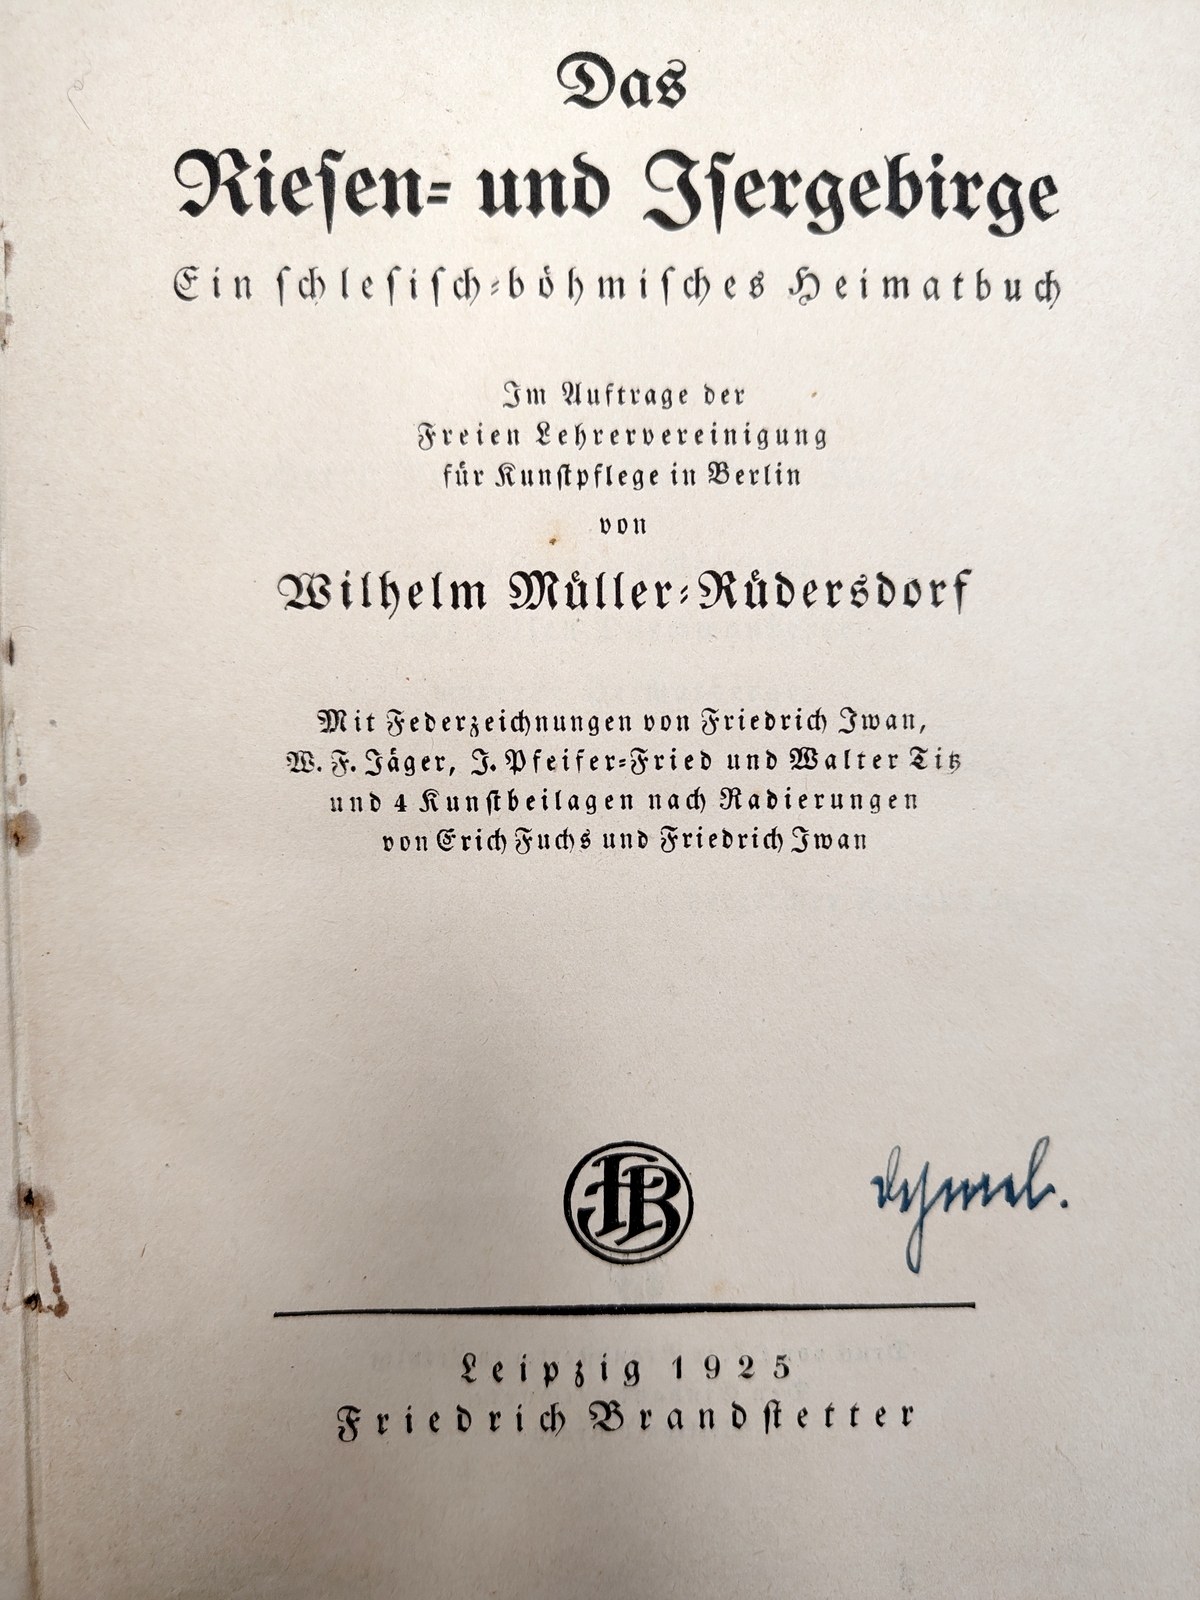 Das
Riesen- und Isergebirge
Ein schlesisch-böhmisches Heimatbuch
Im Auftrage der
Freien Lehrervereinigung
für Kunstpflege in Berlin
von
Wilhelm Müller-Rüdersdorf
Mit Federzeichnungen von Friedrich Iwan,
W. F. Jäger, J. Pfeifer-Fried und Walter Titz
und 4 Kunstbeilagen nach Radierungen
von Erich Fuchs und Friedrich Iwan
FB
Leipzig 1925
Friedrich Brandstetter